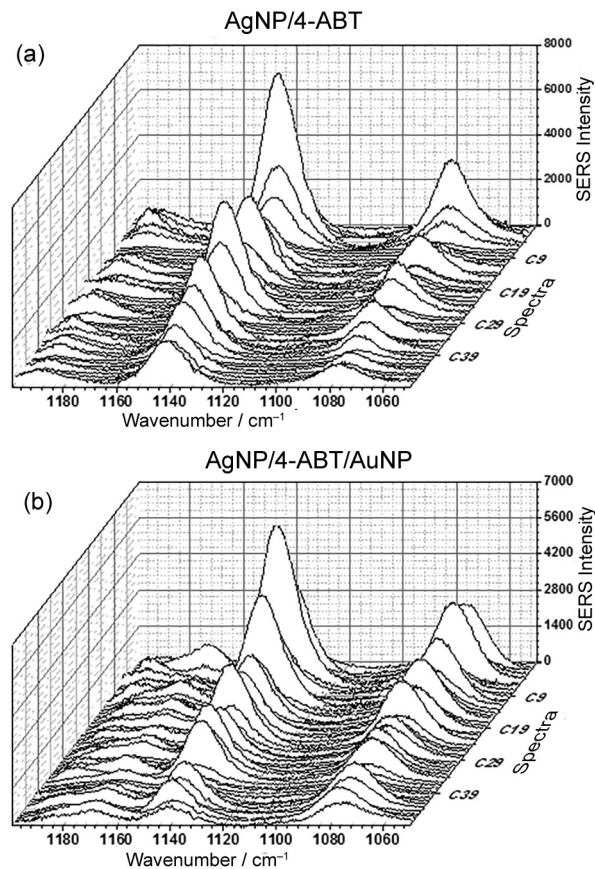 AgNP/4-ABT
(a)
8000
6000
4000
2000
0
SERS Intensity
C9
C19
C29
C39
Spectra
1180 1160 1140 1120 1100 1080 1060
Wavenumber / cm⁻¹
AgNP/4-ABT/AuNP
(b)
7000
5600
4200
2800
1400
0
SERS Intensity
C9
C19
C29
C39
Spectra
1180 1160 1140 1120 1100 1080 1060
Wavenumber / cm⁻¹